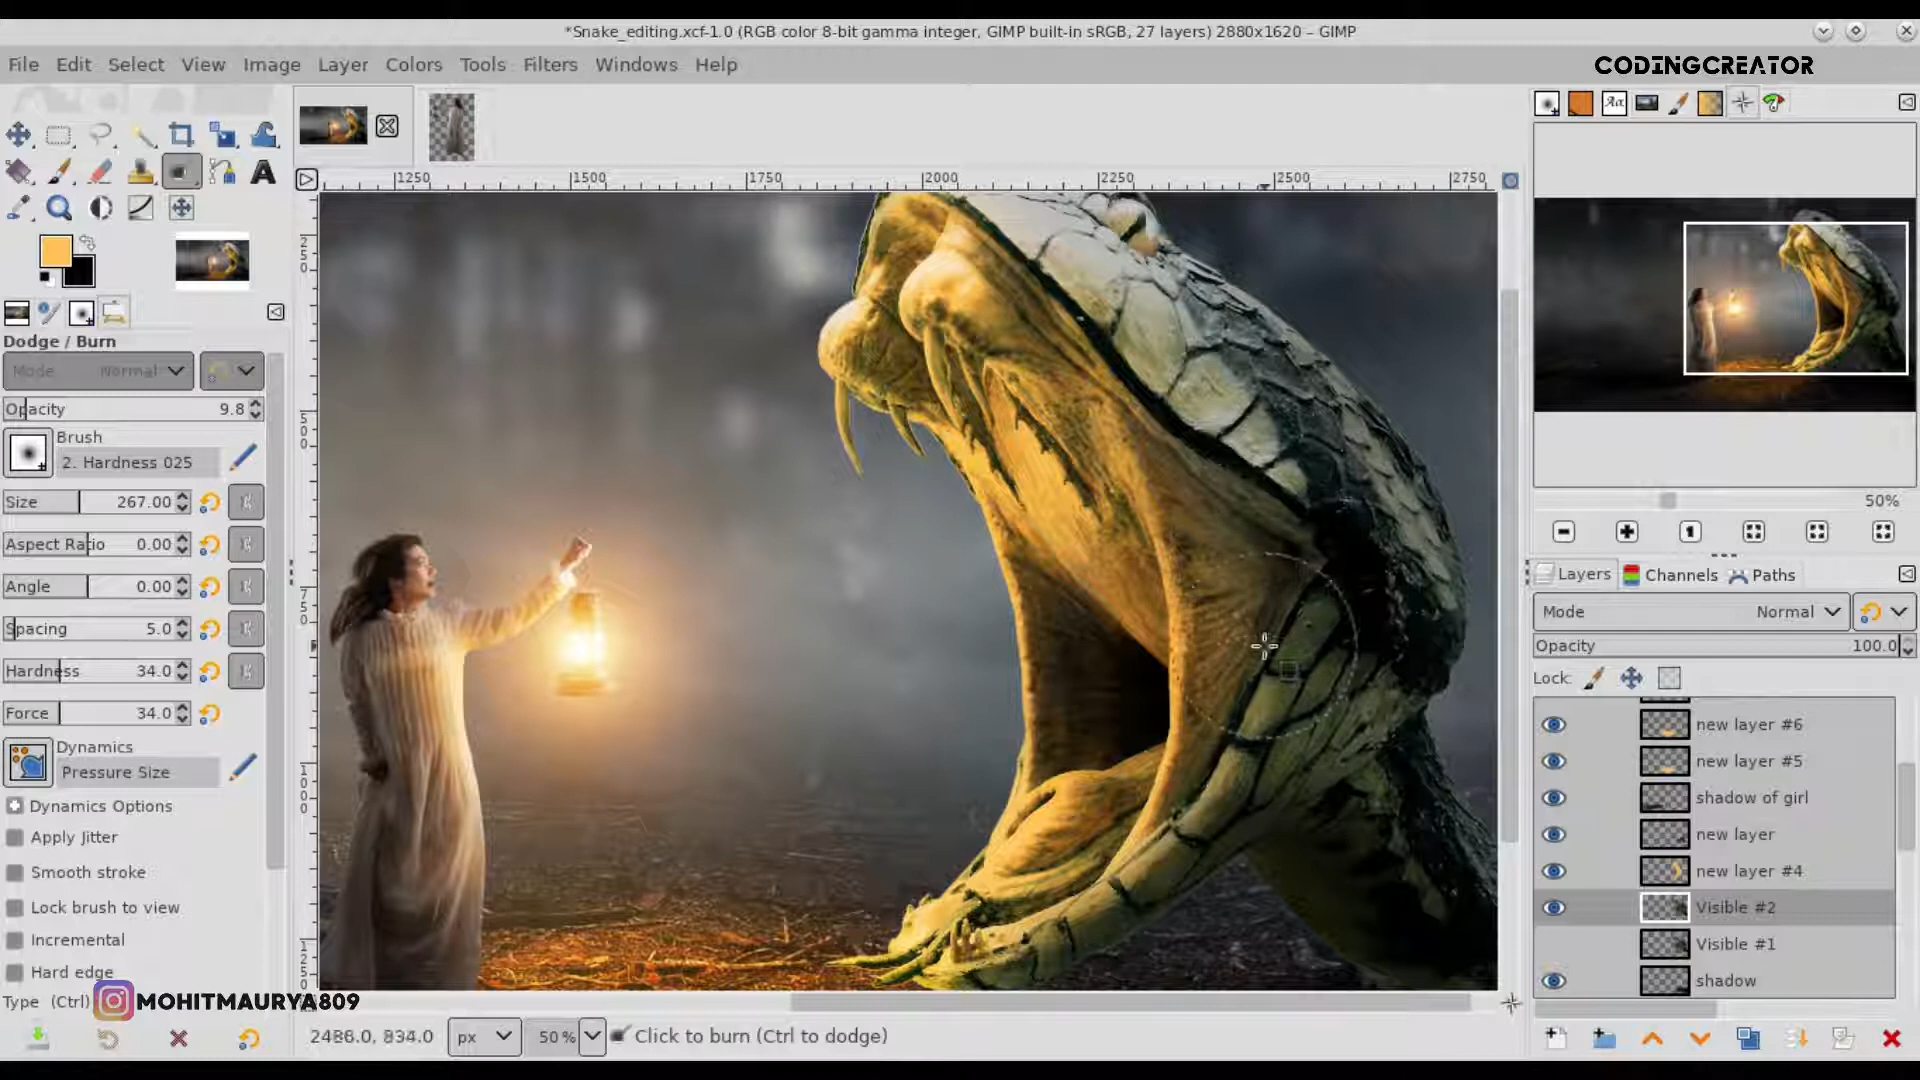 *Snake_editing.xcf-1.0 (RGB color 8-bit gamma integer, GIMP built-in sRGB, 27 layers) 2880x1620 – GIMP
File Edit Select View Image Layer Colors Tools Filters Windows Help
CODINGCREATOR
Aa
1250 1500 1750 2000 2250 2500 2750
250
500
750
1000
1250
Dodge / Burn
Mode Normal
Opacity 9.8
Brush
2. Hardness 025
Size 267.00
Aspect Ratio 0.00
Angle 0.00
Spacing 5.0
Hardness 34.0
Force 34.0
Dynamics
Pressure Size
Dynamics Options
Apply Jitter
Smooth stroke
Lock brush to view
Incremental
Hard edge
Type (Ctrl)
MOHITMAURYA809
2486.0, 834.0 px 50 % Click to burn (Ctrl to dodge)
50%
Layers Channels Paths
Mode Normal
Opacity 100.0
Lock:
new layer #6
new layer #5
shadow of girl
new layer
new layer #4
Visible #2
Visible #1
shadow